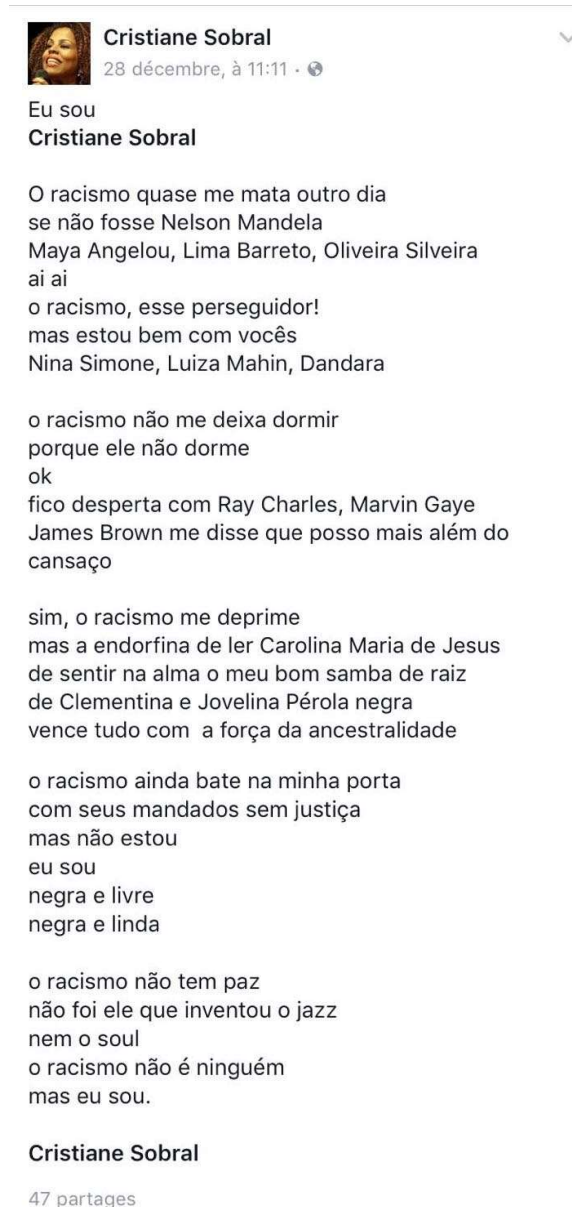 Cristiane Sobral
28 décembre, à 11:11 ·
Eu sou
Cristiane Sobral
O racismo quase me mata outro dia
se não fosse Nelson Mandela
Maya Angelou, Lima Barreto, Oliveira Silveira
ai ai
o racismo, esse perseguidor!
mas estou bem com vocês
Nina Simone, Luiza Mahin, Dandara
o racismo não me deixa dormir
porque ele não dorme
ok
fico desperta com Ray Charles, Marvin Gaye
James Brown me disse que posso mais além do
cansaço
sim, o racismo me deprime
mas a endorfina de ler Carolina Maria de Jesus
de sentir na alma o meu bom samba de raiz
de Clementina e Jovelina Pérola negra
vence tudo com  a força da ancestralidade
o racismo ainda bate na minha porta
com seus mandados sem justiça
mas não estou
eu sou
negra e livre
negra e linda
o racismo não tem paz
não foi ele que inventou o jazz
nem o soul
o racismo não é ninguém
mas eu sou.
Cristiane Sobral
47 partages